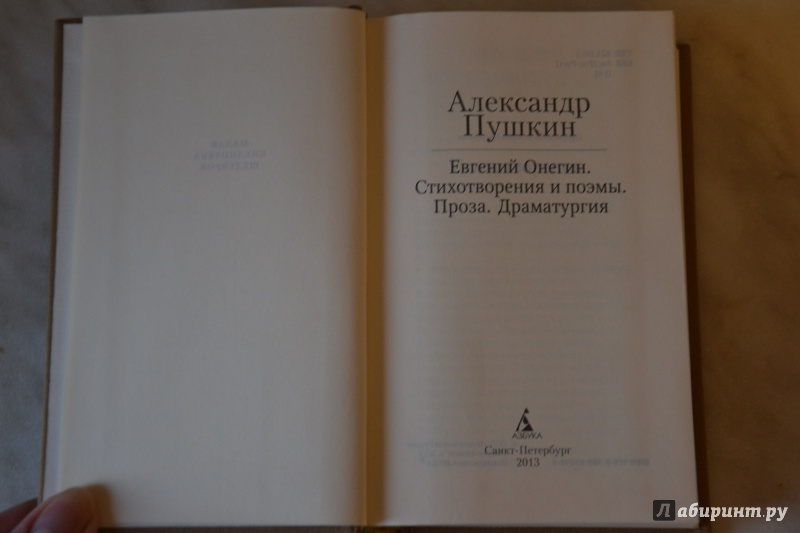 Александр
Пушкин
Евгений Онегин.
Стихотворения и поэмы.
Проза. Драматургия
АЗБУКА
Санкт-Петербург
2013
Лабиринт.ру